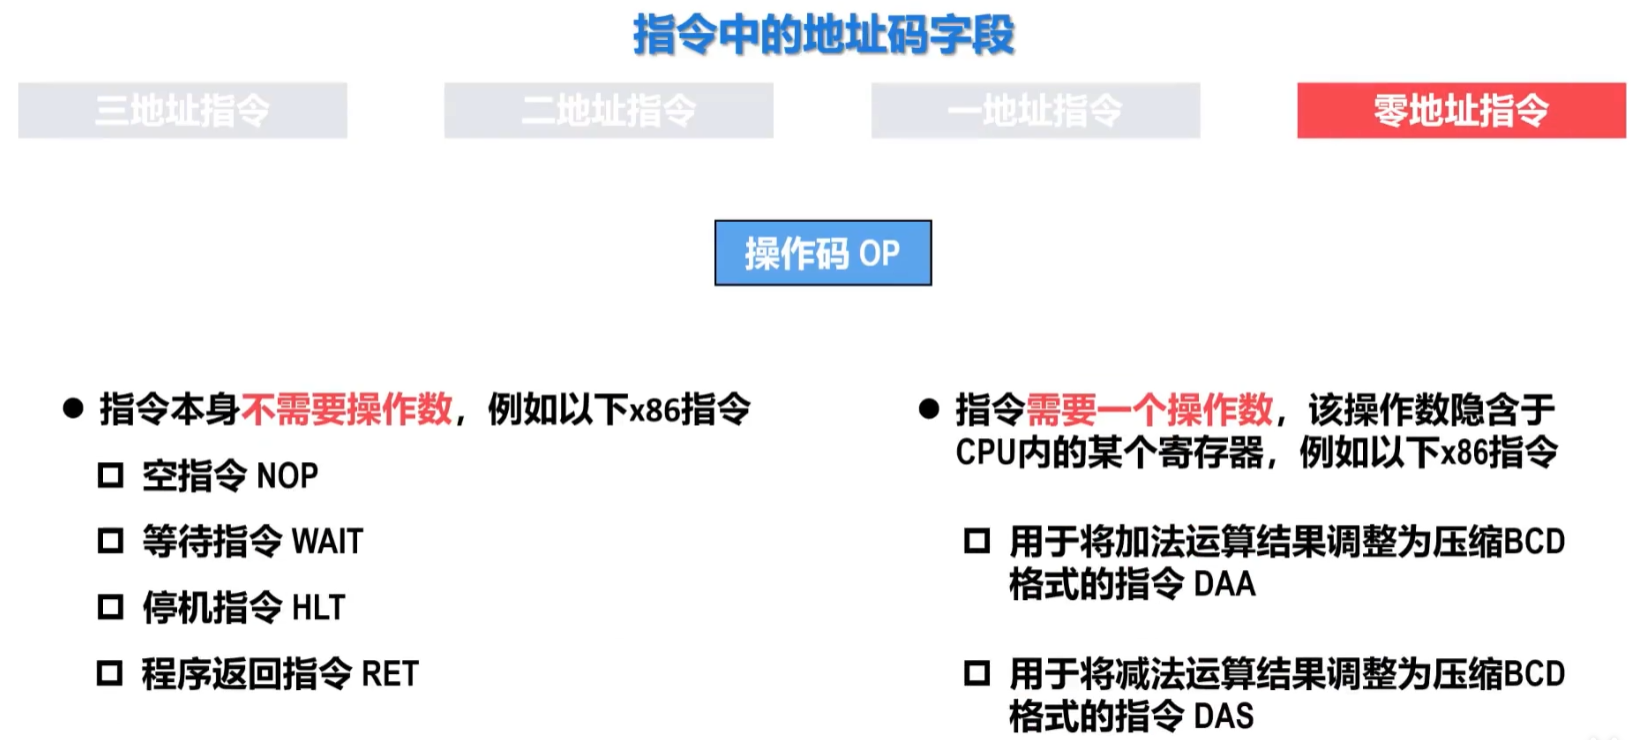 指令中的地址码字段
三地址指令
二地址指令
一地址指令
零地址指令
操作码 OP
● 指令本身不需要操作数，例如以下x86指令
空指令 NOP
等待指令 WAIT
停机指令 HLT
程序返回指令 RET
● 指令需要一个操作数，该操作数隐含于
CPU内的某个寄存器，例如以下x86指令
用于将加法运算结果调整为压缩BCD
格式的指令 DAA
用于将减法运算结果调整为压缩BCD
格式的指令 DAS